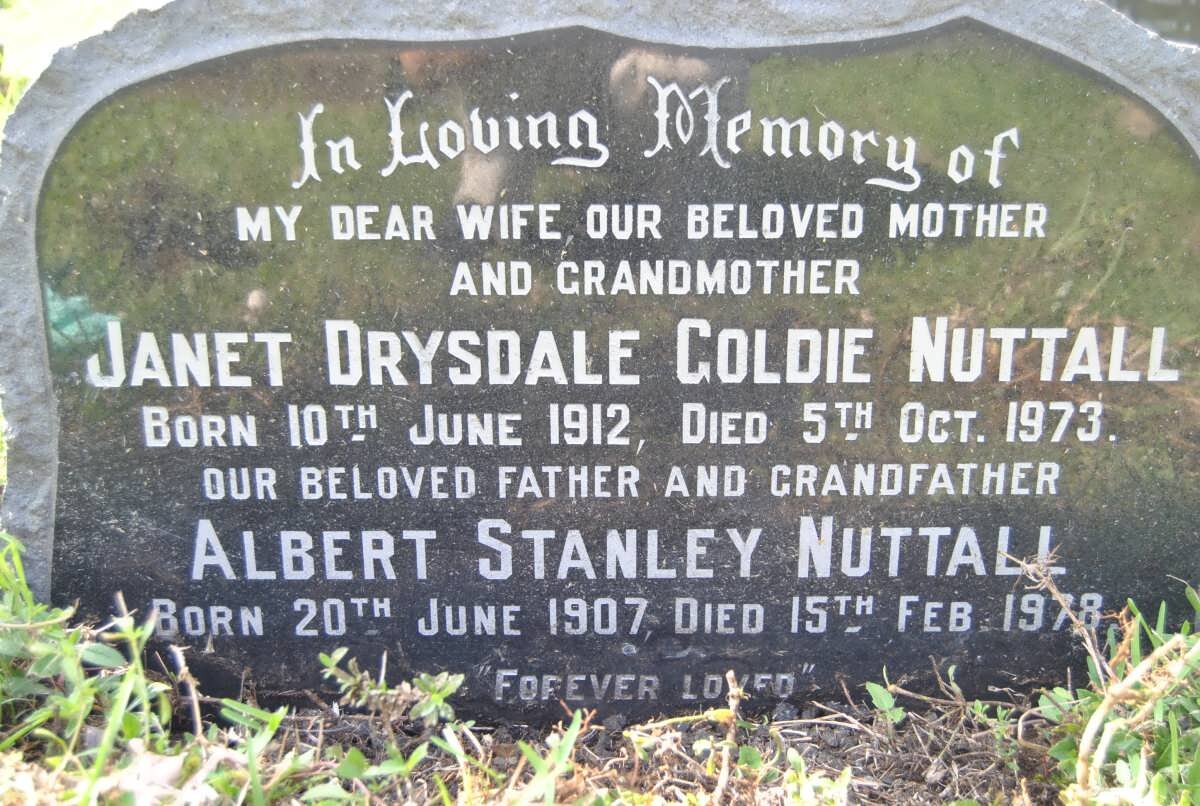 In Loving Memory of
MY DEAR WIFE, OUR BELOVED MOTHER
AND GRANDMOTHER
JANET DRYSDALE GOLDIE NUTTALL
BORN 10TH JUNE 1912, DIED 5TH OCT. 1973.
OUR BELOVED FATHER AND GRANDFATHER
ALBERT STANLEY NUTTALL
BORN 20TH JUNE 1907, DIED 15TH FEB. 1978.
"FOREVER LOVED"